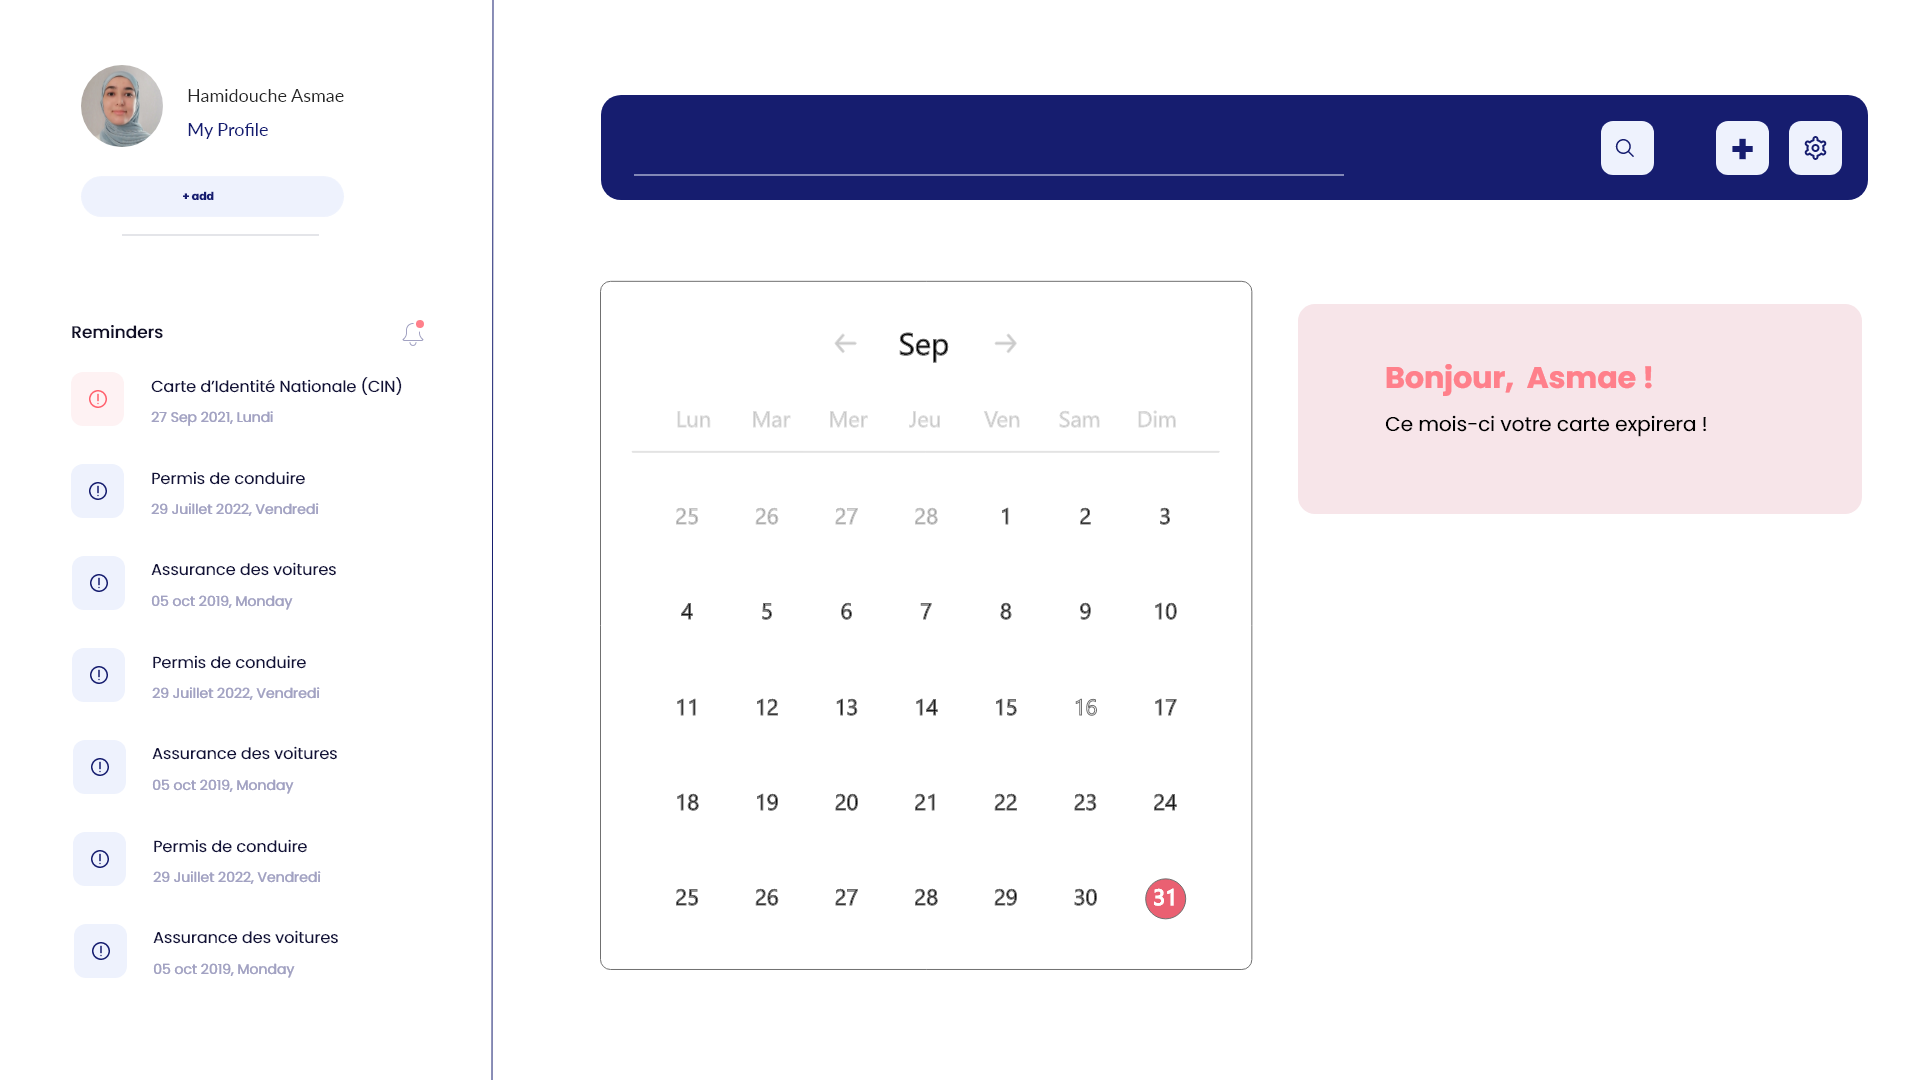 Hamidouche Asmae
My Profile
+ add
Reminders
Carte d’Identité Nationale (CIN)
27 Sep 2021, Lundi
Permis de conduire
29 Juillet 2022, Vendredi
Assurance des voitures
05 oct 2019, Monday
Permis de conduire
29 Juillet 2022, Vendredi
Assurance des voitures
05 oct 2019, Monday
Permis de conduire
29 Juillet 2022, Vendredi
Assurance des voitures
05 oct 2019, Monday
Sep
Lun Mar Mer Jeu Ven Sam Dim
25 26 27 28 1 2 3
4 5 6 7 8 9 10
11 12 13 14 15 16 17
18 19 20 21 22 23 24
25 26 27 28 29 30 31
Bonjour, Asmae !
Ce mois-ci votre carte expirera !